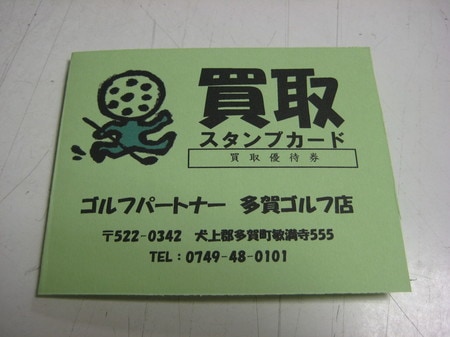 買取
スタンプカード
買取優待券
ゴルフパートナー 多賀ゴルフ店
〒522-0342 犬上郡多賀町敏満寺555
TEL：0749-48-0101